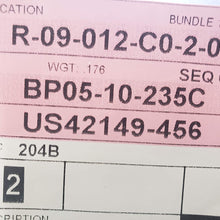 CATION BUNDLE
R-09-012-C0-2-0
WGT. .176 SEQ
BP05-10-235C
US42149-456
204B
2
CRIPTION